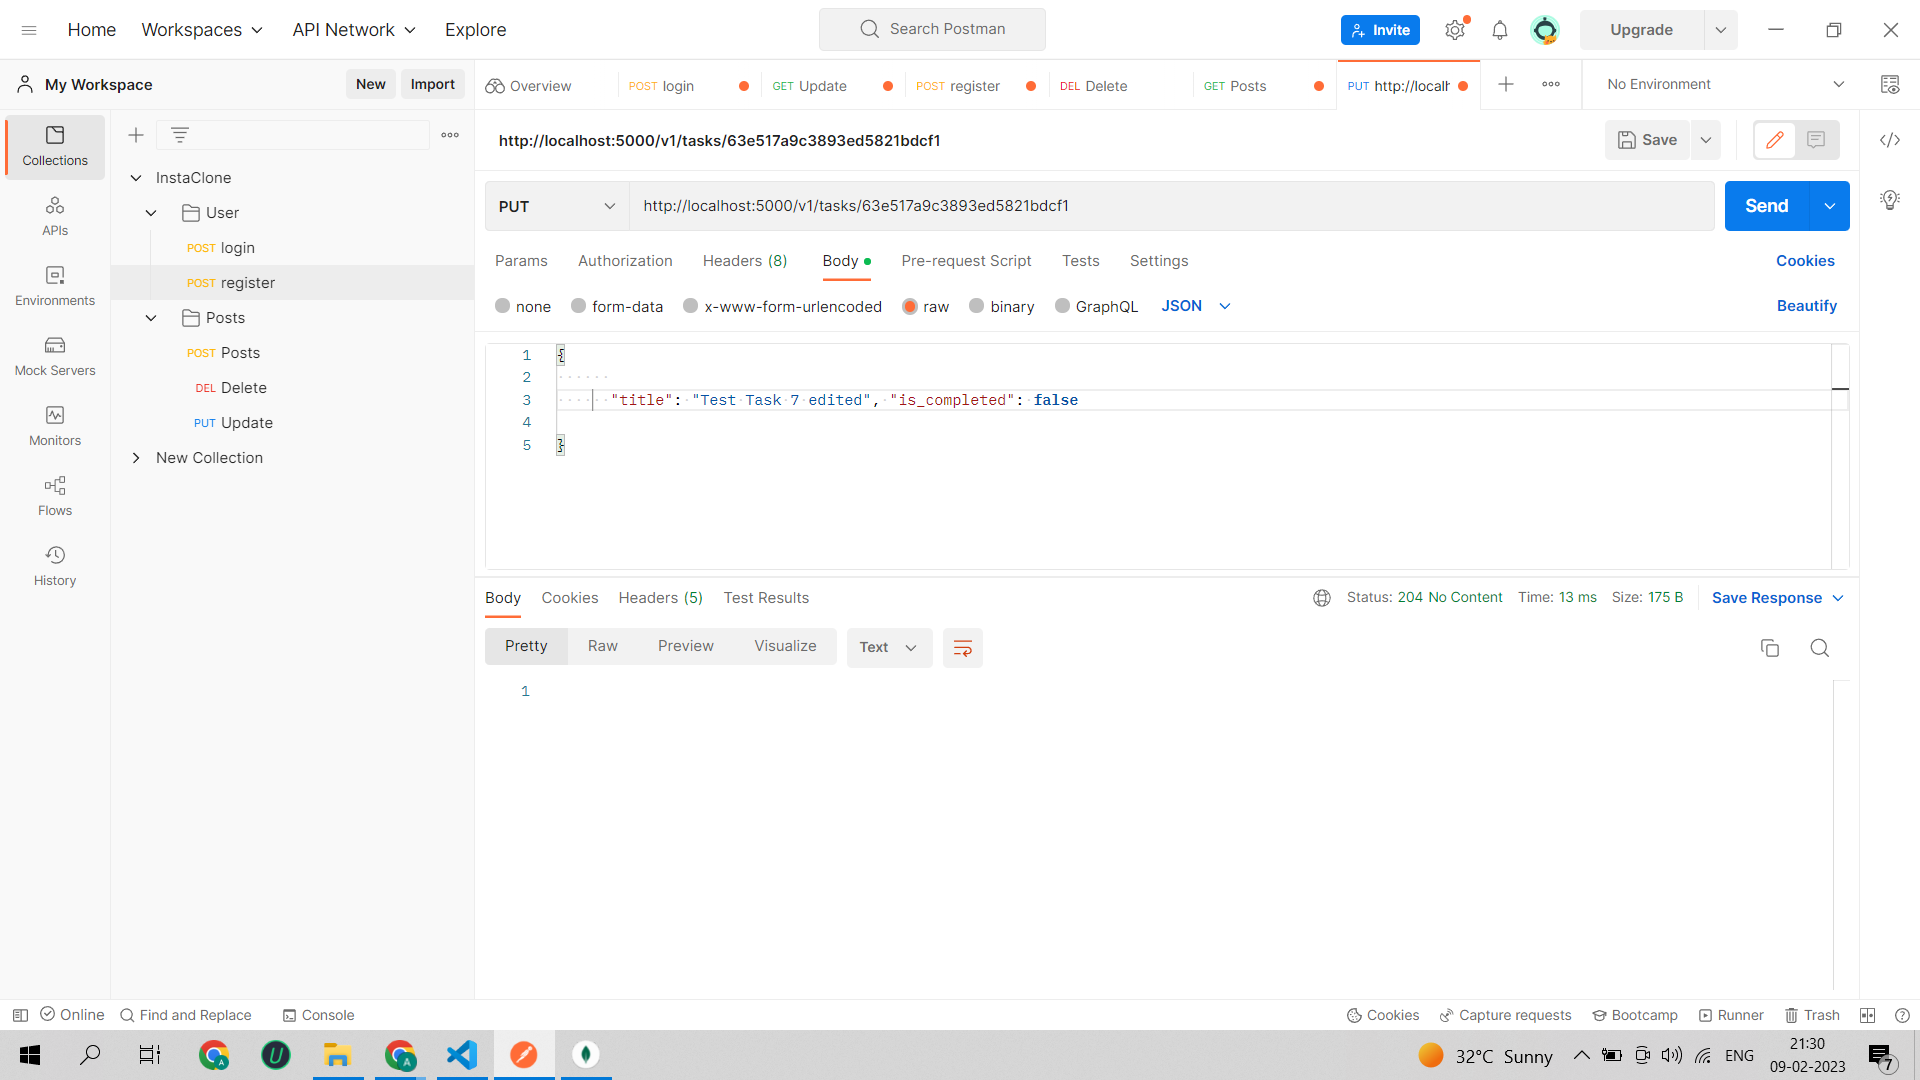 Home Workspaces API Network Explore Search Postman Invite Upgrade
My Workspace New Import
Overview POST login GET Update POST register DEL Delete GET Posts PUT http://localh No Environment
Collections
APIs
Environments
Mock Servers
Monitors
Flows
History
InstaClone
User
POST login
POST register
Posts
POST Posts
DEL Delete
PUT Update
New Collection
http://localhost:5000/v1/tasks/63e517a9c3893ed5821bdcf1 Save
PUT http://localhost:5000/v1/tasks/63e517a9c3893ed5821bdcf1 Send
Params Authorization Headers (8) Body Pre-request Script Tests Settings Cookies
none form-data x-www-form-urlencoded raw binary GraphQL JSON Beautify
1 {
2
3 "title": "Test Task 7 edited", "is_completed": false
4
5 }
Body Cookies Headers (5) Test Results Status: 204 No Content Time: 13 ms Size: 175 B Save Response
Pretty Raw Preview Visualize Text
1
Online Find and Replace Console Cookies Capture requests Bootcamp Runner Trash
32°C Sunny ENG 21:30
09-02-2023 7